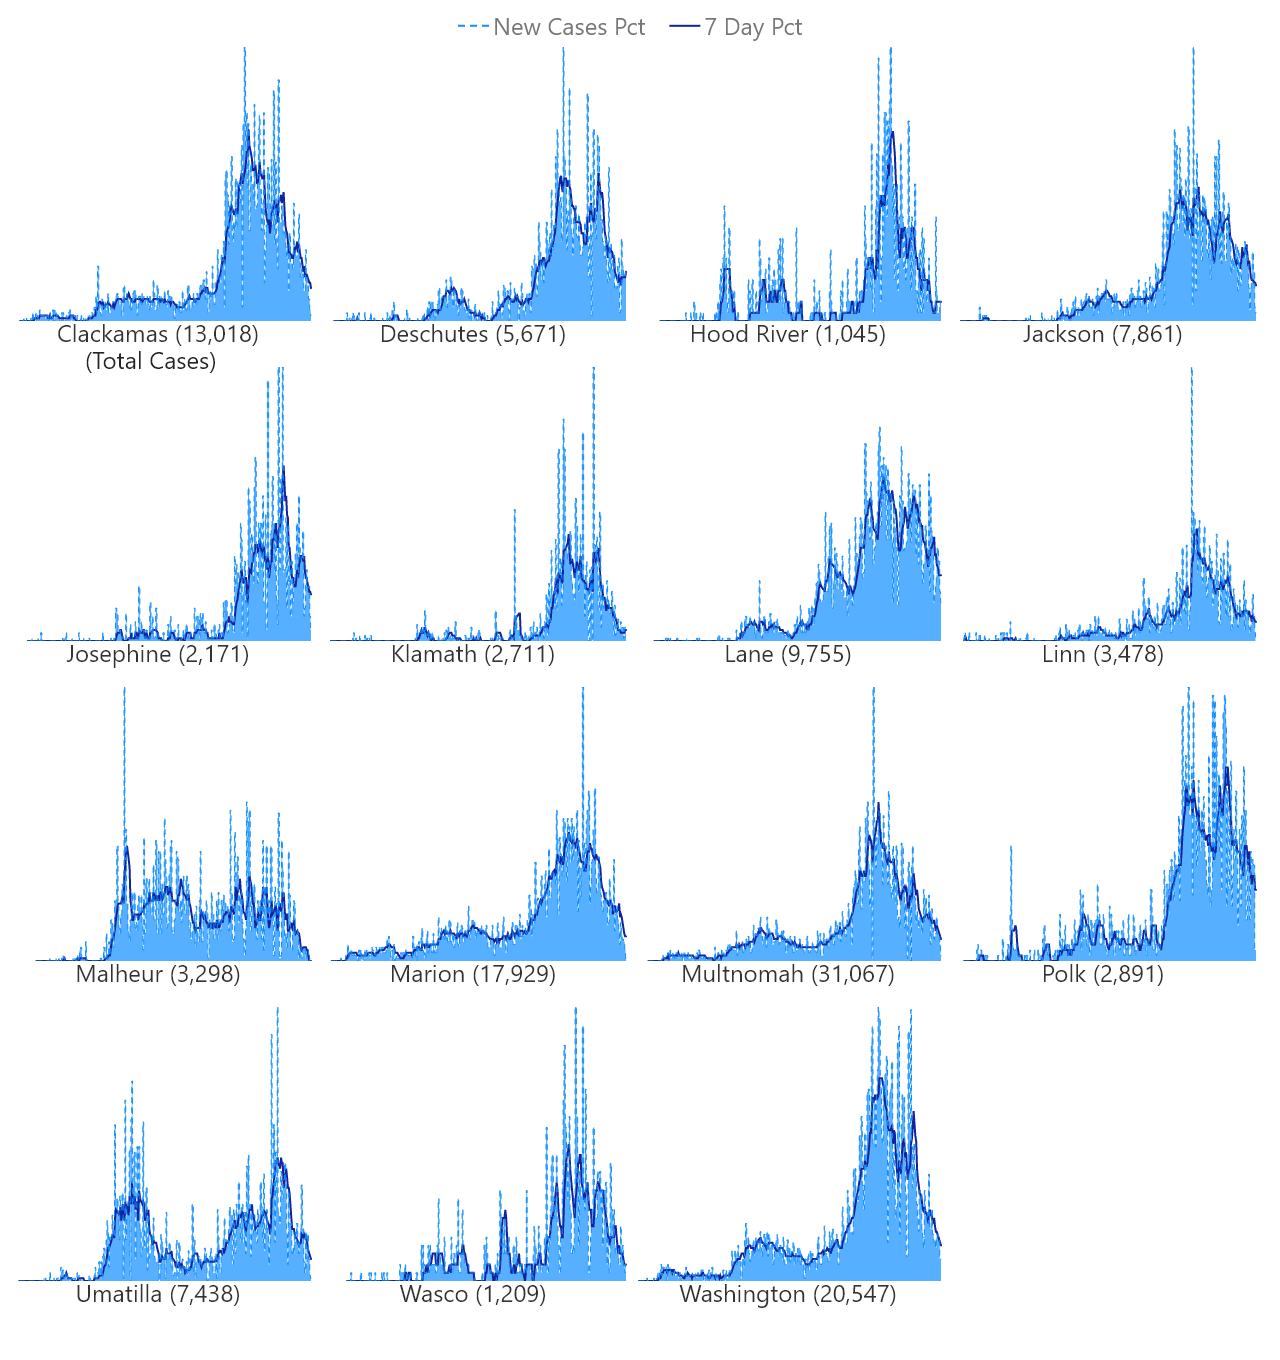 New Cases Pct 7 Day Pct
Clackamas (13,018) Deschutes (5,671) Hood River (1,045) Jackson (7,861)
(Total Cases)
Josephine (2,171) Klamath (2,711) Lane (9,755) Linn (3,478)
Malheur (3,298) Marion (17,929) Multnomah (31,067) Polk (2,891)
Umatilla (7,438) Wasco (1,209) Washington (20,547)